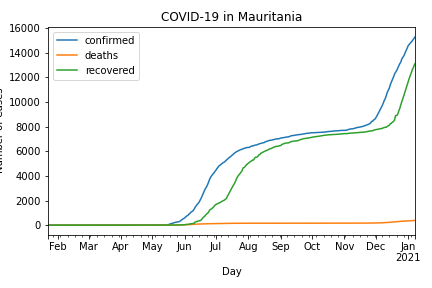 COVID-19 in Mauritania
confirmed
deaths
recovered
16000
14000
12000
10000
8000
6000
4000
2000
0
Feb Mar Apr May Jun Jul Aug Sep Oct Nov Dec Jan
2021
Day